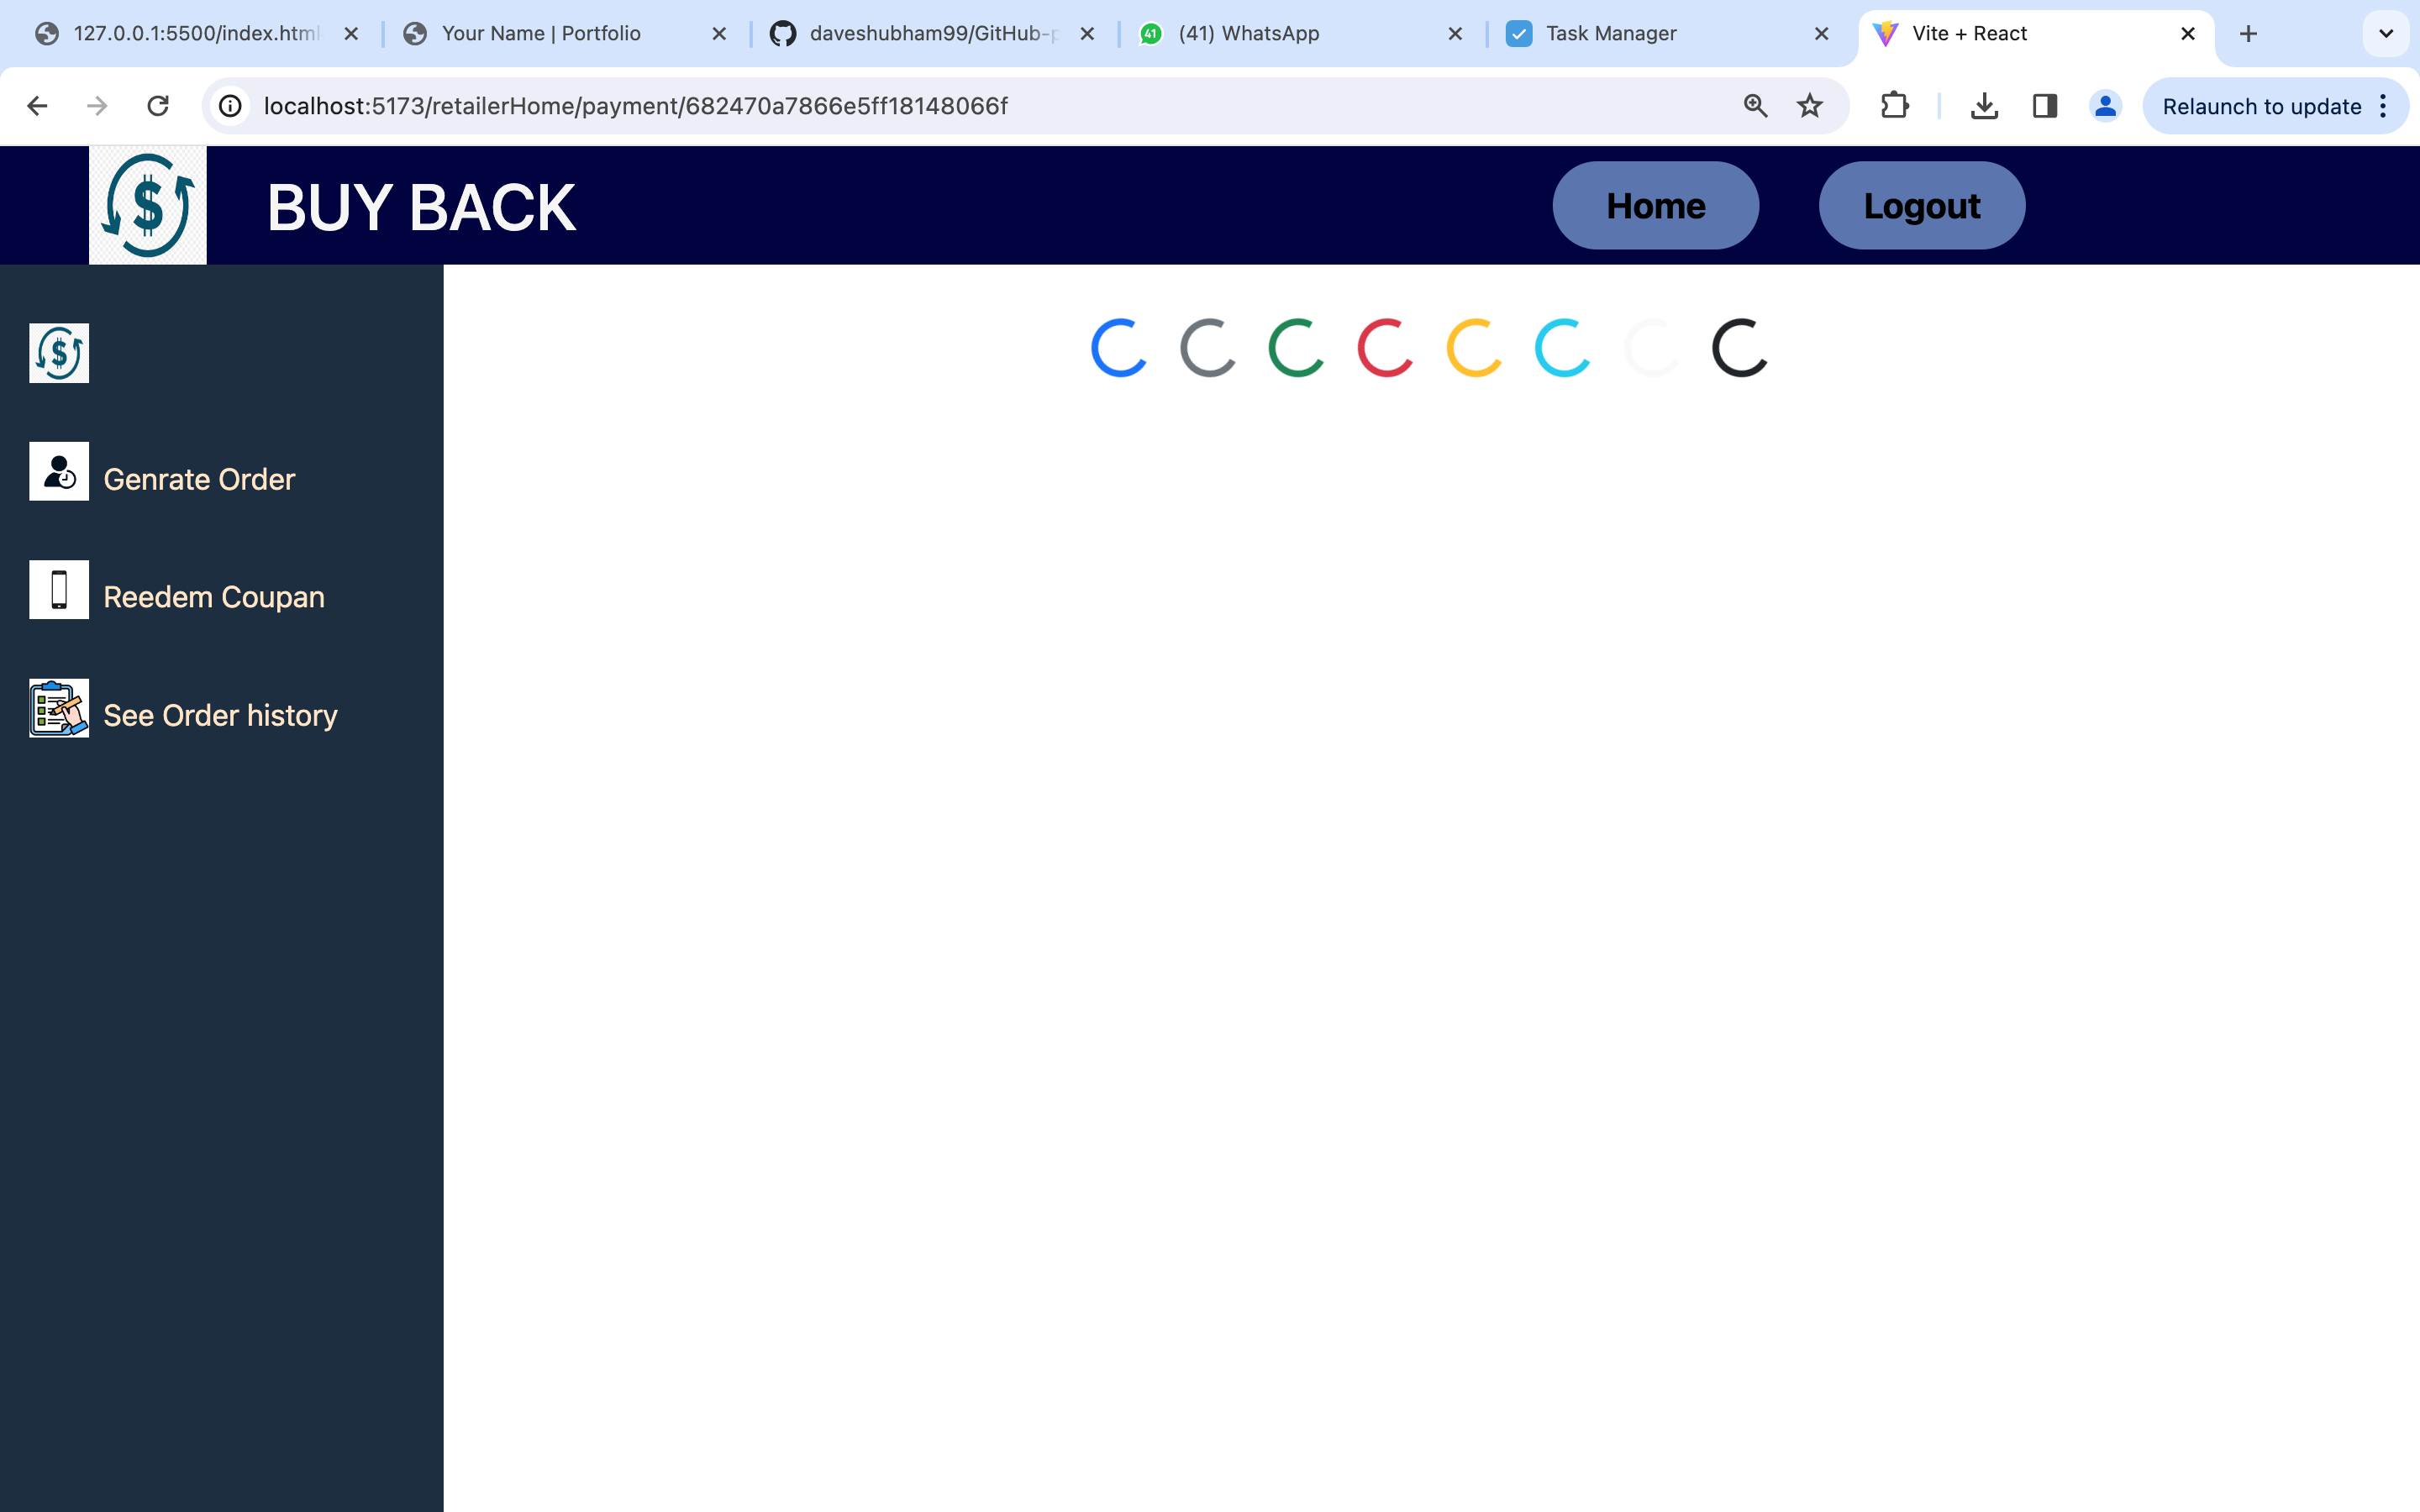 127.0.0.1:5500/index.html
Your Name | Portfolio
daveshubham99/GitHub-p
41
(41) WhatsApp
Task Manager
Vite + React
localhost:5173/retailerHome/payment/682470a7866e5ff18148066f
Relaunch to update
$
BUY BACK
Home
Logout
$
Genrate Order
Reedem Coupan
See Order history